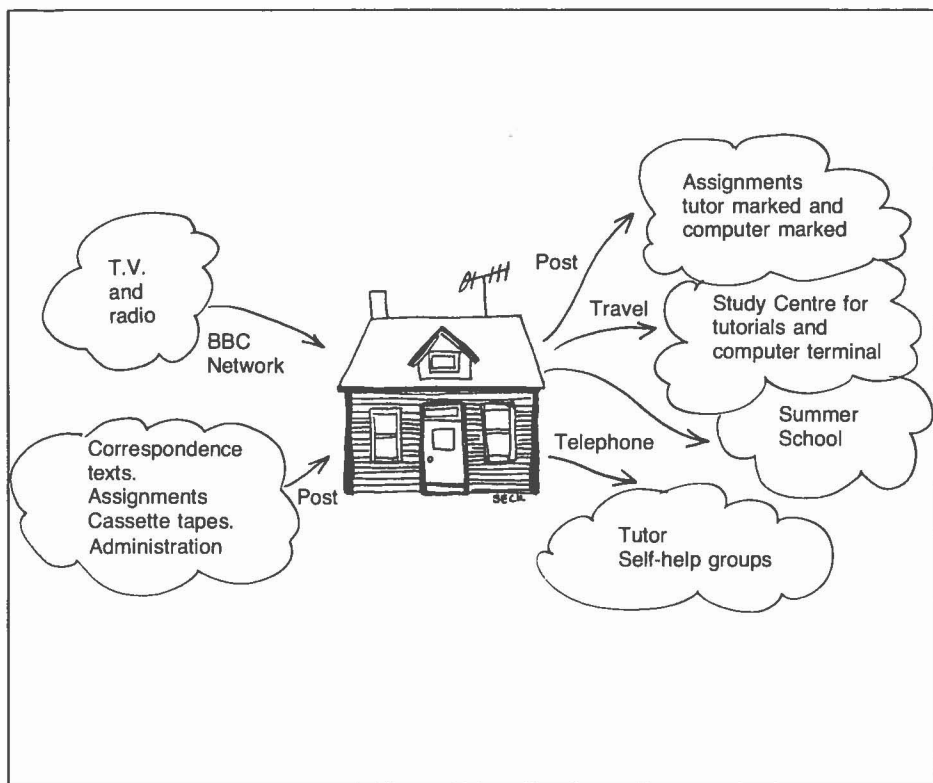 T.V.
and
radio
BBC
Network
Correspondence
texts.
Assignments
Cassette tapes.
Administration
Post
Post
Assignments
tutor marked and
computer marked
Travel
Study Centre for
tutorials and
computer terminal
Summer
School
Telephone
Tutor
Self-help groups
BECK